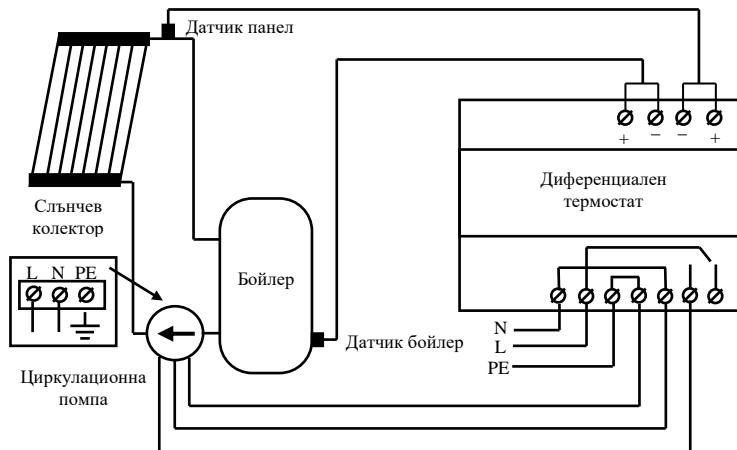 Датчик панел
+ − − +
Диференциален
термостат
Слънчев
колектор
L N PE
Бойлер
N
L
PE
Датчик бойлер
Циркулационна
помпа